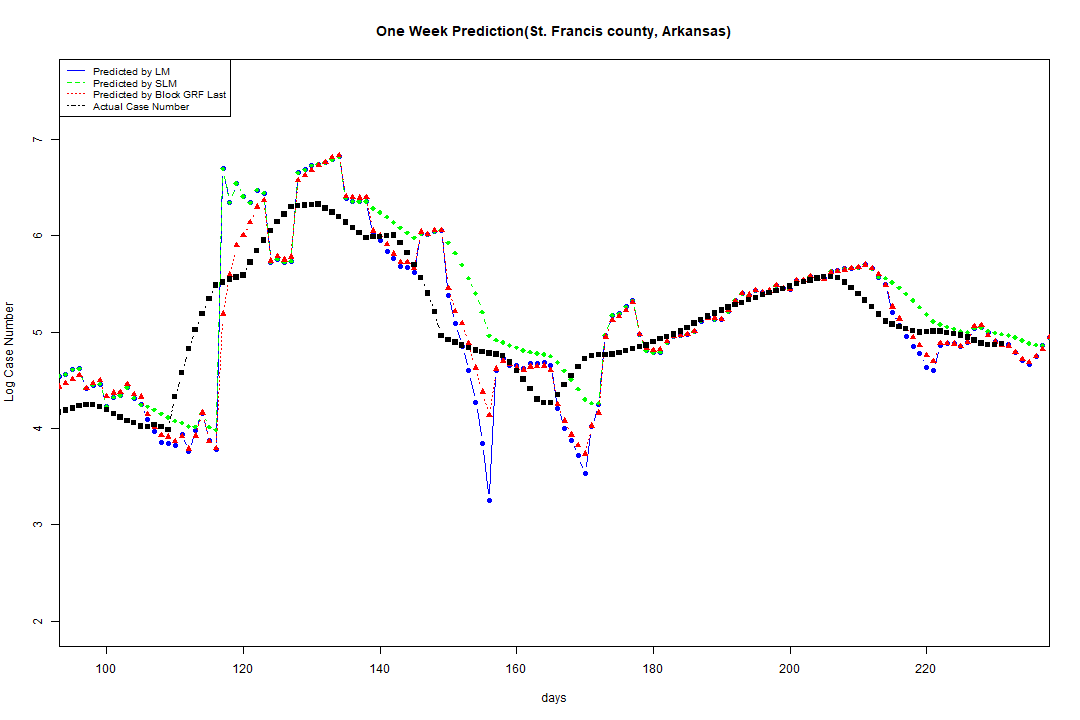 One Week Prediction(St. Francis county, Arkansas)
Predicted by LM
Predicted by SLM
Predicted by Block GRF Last
Actual Case Number
7
6
5
4
3
2
Log Case Number
100 120 140 160 180 200 220
days